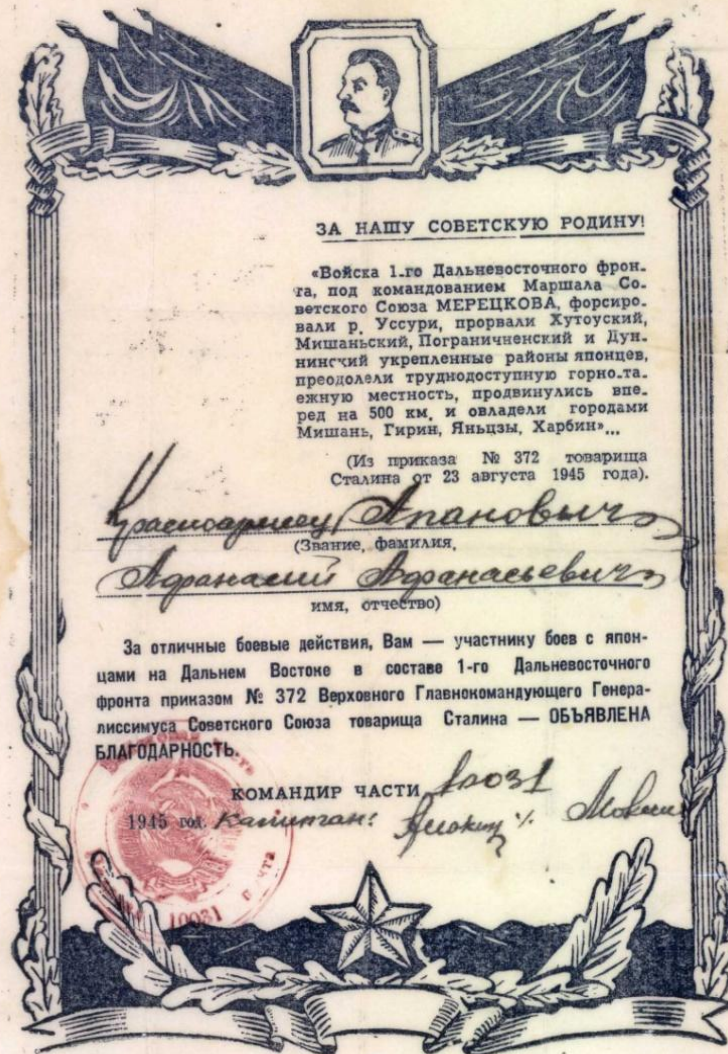 ЗА НАШУ СОВЕТСКУЮ РОДИНУ!
«Войска 1-го Дальневосточного фрон-
та, под командованием Маршала Со-
ветского Союза МЕРЕЦКОВА, форсиро-
вали р. Уссури, прорвали Хутоуский,
Мишаньский, Пограничненский и Дун-
нинский укрепленные районы японцев,
преодолели труднодоступную горно-та-
ежную местность, продвинулись впе-
ред на 500 км. и овладели городами
Мишань, Гирин, Яньцзы, Харбин»...
(Из приказа № 372 товарища
Сталина от 23 августа 1945 года).
Красноармеец Апанович
(Звание, фамилия,
Афанасий Афанасьевич
имя, отчество)
За отличные боевые действия, Вам — участнику боев с япон-
цами на Дальнем Востоке в составе 1-го Дальневосточного
фронта приказом № 372 Верховного Главнокомандующего Генера-
лиссимуса Советского Союза товарища Сталина — ОБЪЯВЛЕНА
БЛАГОДАРНОСТЬ.
КОМАНДИР ЧАСТИ 10031
1945 год. Капитан:
10031